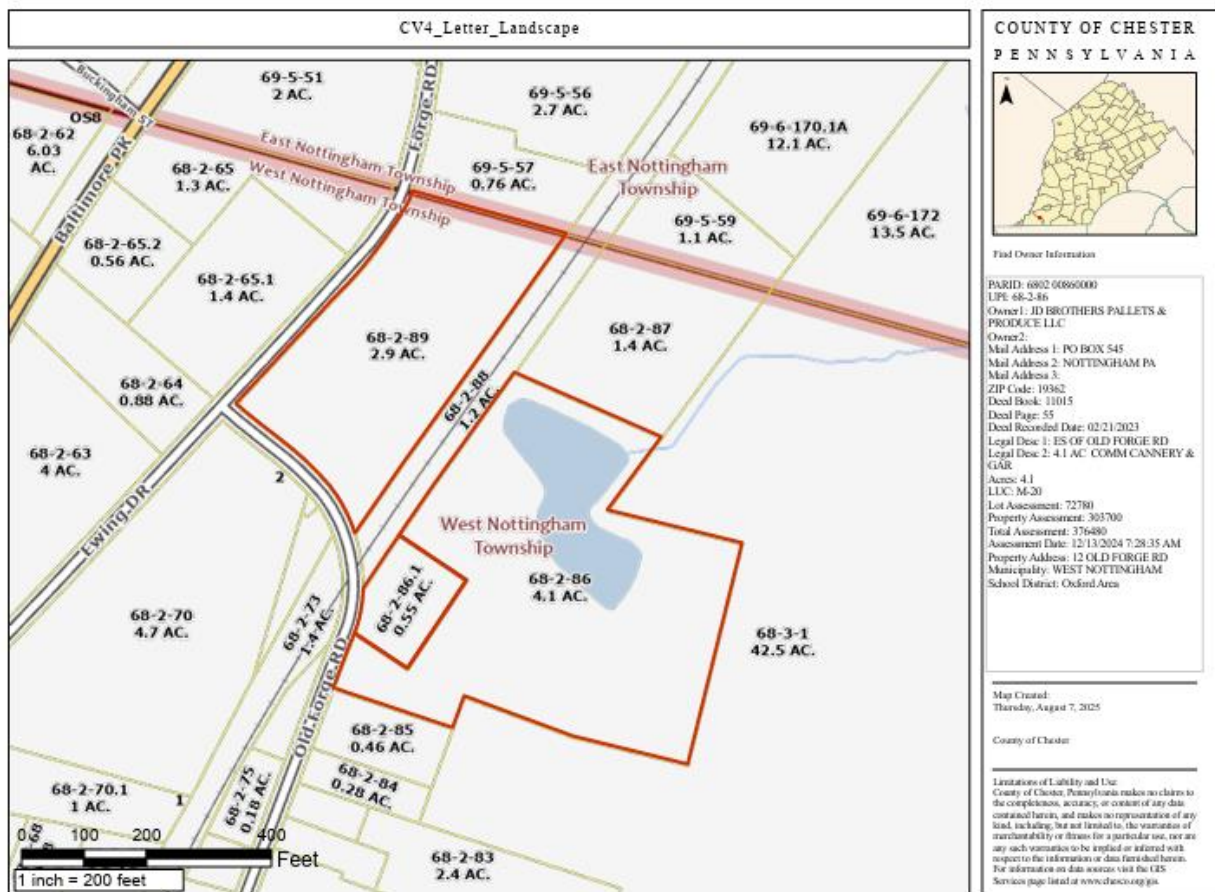 CV4_Letter_Landscape
COUNTY OF CHESTER
PENNSYLVANIA
69-5-51
2 AC.
69-5-56
2.7 AC.
69-6-170.1A
12.1 AC.
Buckingham ST
Forge RD
OS8
68-2-62
6.03
AC.
Baltimore PK
68-2-65
1.3 AC.
East Nottingham Township
West Nottingham Township
69-5-57
0.76 AC.
East Nottingham
Township
69-5-59
1.1 AC.
69-6-172
13.5 AC.
68-2-65.2
0.56 AC.
68-2-65.1
1.4 AC.
68-2-89
2.9 AC.
68-2-87
1.4 AC.
68-2-88
1.2 AC.
68-2-64
0.88 AC.
68-2-63
4 AC.
2
Ewing DR
West Nottingham
Township
68-2-86
4.1 AC.
68-2-86.1
0.55 AC.
68-2-70
4.7 AC.
68-2-73
1.4 AC.
68-3-1
42.5 AC.
Old Forge RD
68-2-85
0.46 AC.
68-2-84
0.28 AC.
68-2-75
0.18 AC.
68-2-70.1
1 AC.
1
68-2-83
2.4 AC.
0 100 200 400
Feet
1 inch = 200 feet
Find Owner Information
PARID: 6802 00860000
UPI: 68-2-86
Owner1: JD BROTHERS PALLETS &
PRODUCE LLC
Owner2:
Mail Address 1: PO BOX 545
Mail Address 2: NOTTINGHAM PA
Mail Address 3:
ZIP Code: 19362
Deed Book: 11015
Deed Page: 55
Deed Recorded Date: 02/21/2023
Legal Desc 1: ES OF OLD FORGE RD
Legal Desc 2: 4.1 AC COMM CANNERY &
GAR
Acres: 4.1
LUC: M-20
Lot Assessment: 72780
Property Assessment: 303700
Total Assessment: 376480
Assessment Date: 12/13/2024 7:28:35 AM
Property Address: 12 OLD FORGE RD
Municipality: WEST NOTTINGHAM
School District: Oxford Area
Map Created:
Thursday, August 7, 2025
County of Chester
Limitations of Liability and Use:
County of Chester, Pennsylvania makes no claims to
the completeness, accuracy, or content of any data
contained herein, and makes no representation of any
kind, including, but not limited to, the warranties of
merchantability or fitness for a particular use, nor are
any such warranties to be implied or inferred with
respect to the information or data furnished herein.
For information on data sources visit the GIS
Services page listed at www.chesco.org/gis.